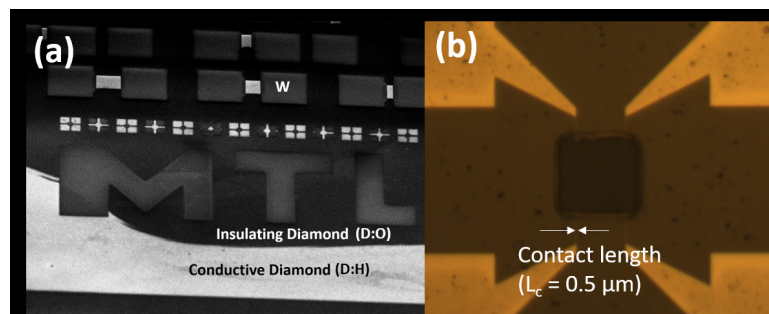 (a)
W
MTL
Insulating Diamond (D:O)
Conductive Diamond (D:H)
(b)
Contact length
(Lc = 0.5 μm)